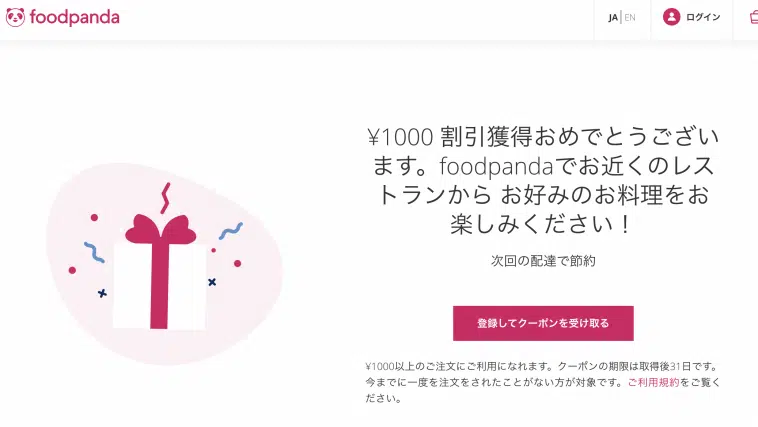 foodpanda
JA | EN
ログイン
¥1000 割引獲得おめでとうござい
ます。foodpandaでお近くのレス
トランから お好みのお料理をお
楽しみください！
次回の配達で節約
登録してクーポンを受け取る
¥1000以上のご注文にご利用になれます。クーポンの期限は取得後31日です。
今までに一度を注文をされたことがない方が対象です。ご利用規約をご覧く
ださい。